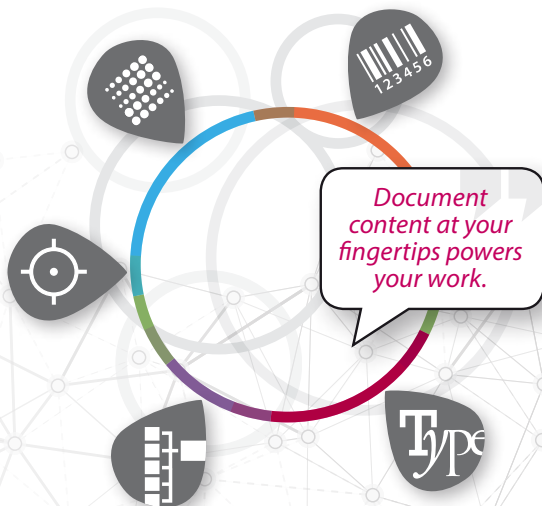 123456
Document
content at your
fingertips powers
your work.
Type